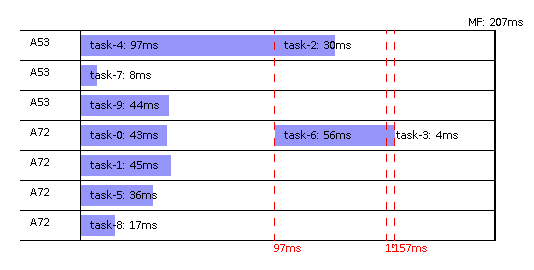 MF: 207ms
A53 task-4: 97ms task-2: 30ms
A53 task-7: 8ms
A53 task-9: 44ms
A72 task-0: 43ms task-6: 56ms task-3: 4ms
A72 task-1: 45ms
A72 task-5: 36ms
A72 task-8: 17ms
97ms 157ms